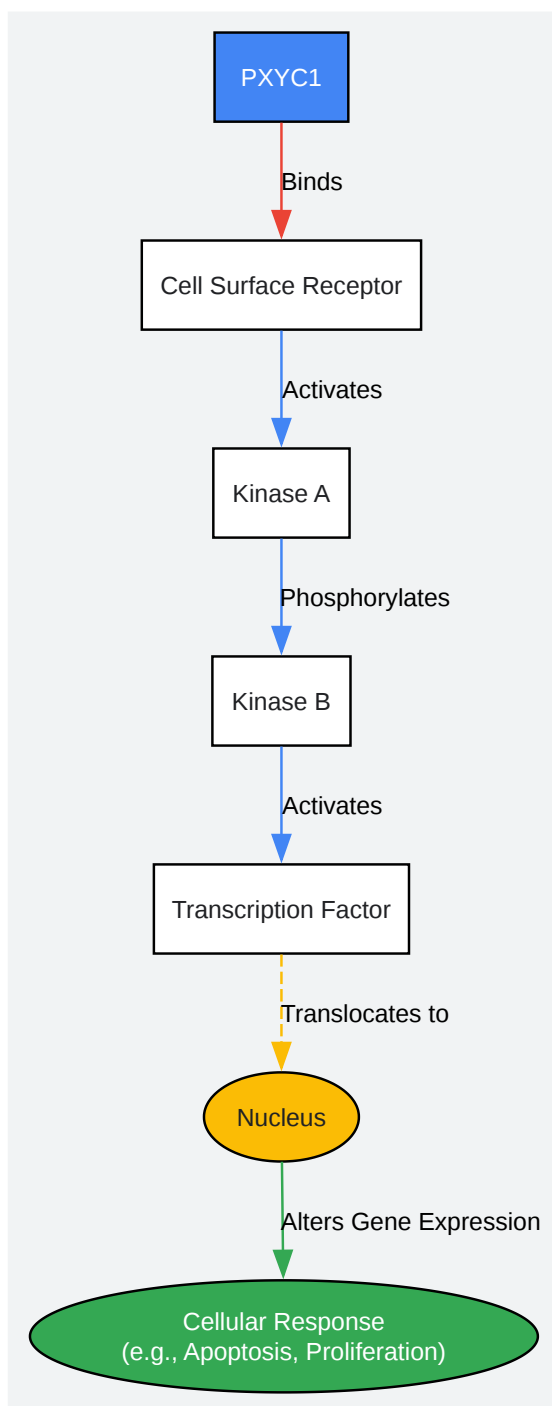 PXYC1
Binds
Cell Surface Receptor
Activates
Kinase A
Phosphorylates
Kinase B
Activates
Transcription Factor
Translocates to
Nucleus
Alters Gene Expression
Cellular Response
(e.g., Apoptosis, Proliferation)